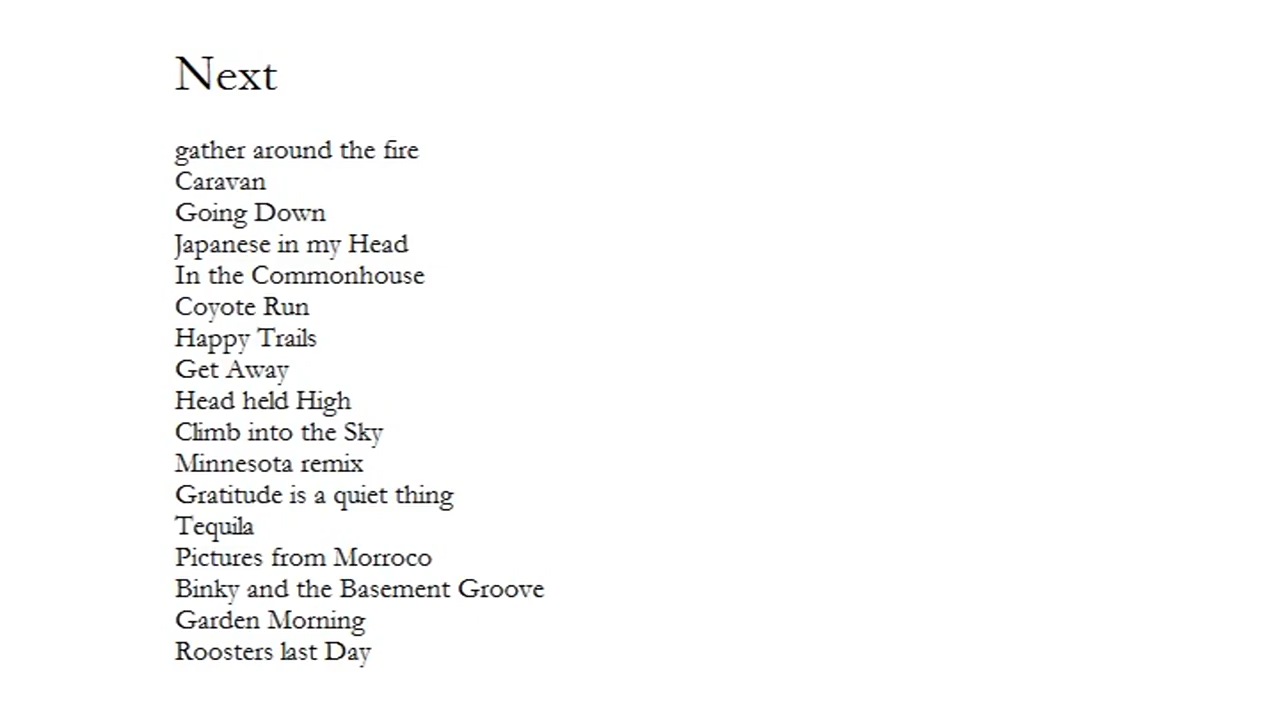 Next
gather around the fire
Caravan
Going Down
Japanese in my Head
In the Commonhouse
Coyote Run
Happy Trails
Get Away
Head held High
Climb into the Sky
Minnesota remix
Gratitude is a quiet thing
Tequila
Pictures from Morroco
Binky and the Basement Groove
Garden Morning
Roosters last Day